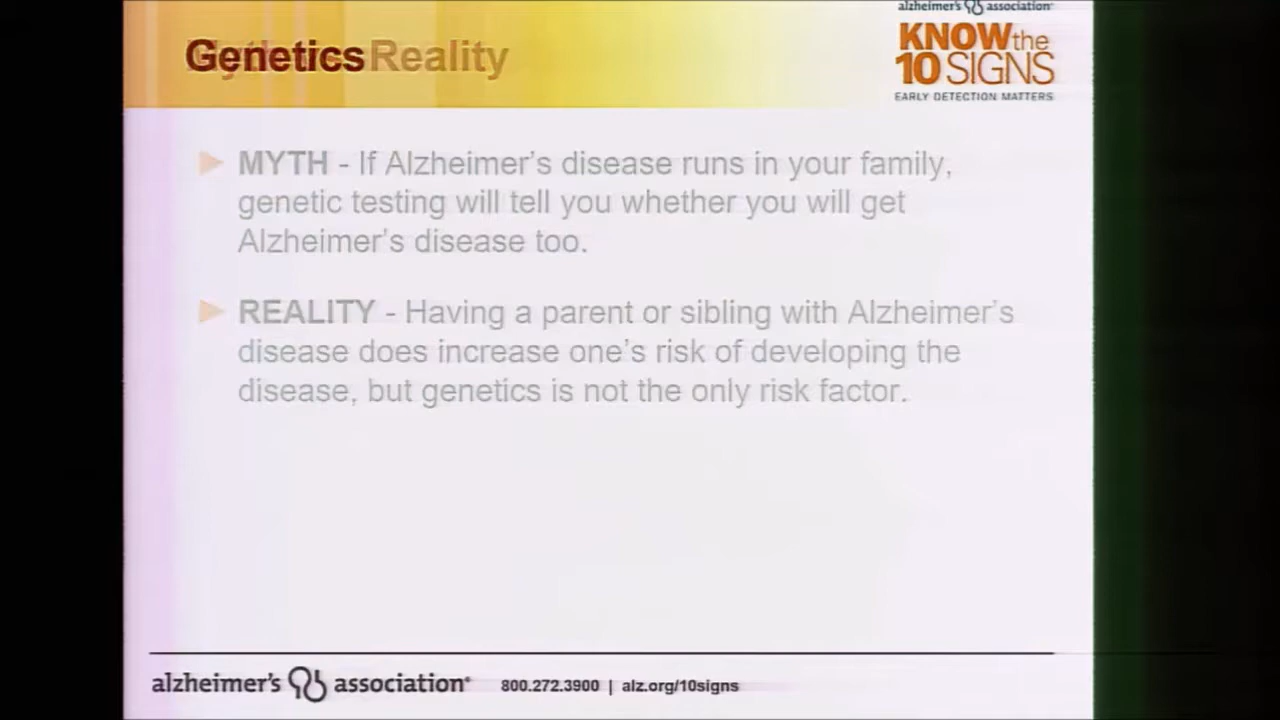 alzheimer's association
KNOW the
10 SIGNS
EARLY DETECTION MATTERS
Genetics Reality
MYTH - If Alzheimer's disease runs in your family,
genetic testing will tell you whether you will get
Alzheimer's disease too.
REALITY - Having a parent or sibling with Alzheimer's
disease does increase one's risk of developing the
disease, but genetics is not the only risk factor.
alzheimer's association® 800.272.3900 | alz.org/10signs